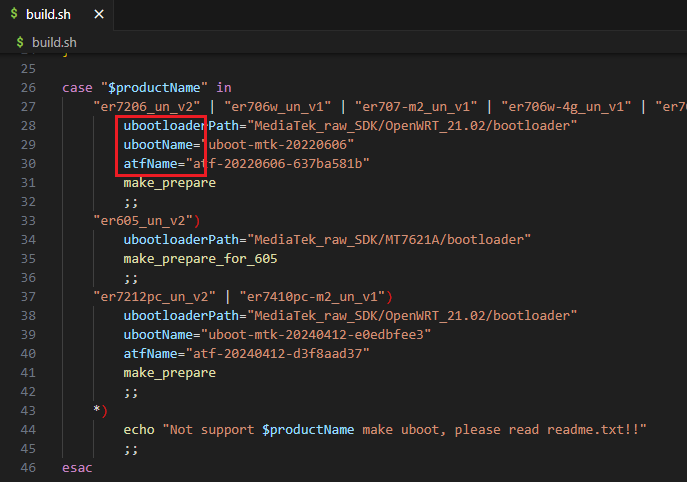 $ build.sh ×
$ build.sh
25
26 case "$productName" in
27 "er7206_un_v2" | "er706w_un_v1" | "er707-m2_un_v1" | "er706w-4g_un_v1" | "er7
28 ubootloaderPath="MediaTek_raw_SDK/OpenWRT_21.02/bootloader"
29 ubootName="uboot-mtk-20220606"
30 atfName="atf-20220606-637ba581b"
31 make_prepare
32 ;;
33 "er605_un_v2")
34 ubootloaderPath="MediaTek_raw_SDK/MT7621A/bootloader"
35 make_prepare_for_605
36 ;;
37 "er7212pc_un_v2" | "er7410pc-m2_un_v1")
38 ubootloaderPath="MediaTek_raw_SDK/OpenWRT_21.02/bootloader"
39 ubootName="uboot-mtk-20240412-e0edbfee3"
40 atfName="atf-20240412-d3f8aad37"
41 make_prepare
42 ;;
43 *)
44 echo "Not support $productName make uboot, please read readme.txt!!"
45 ;;
46 esac